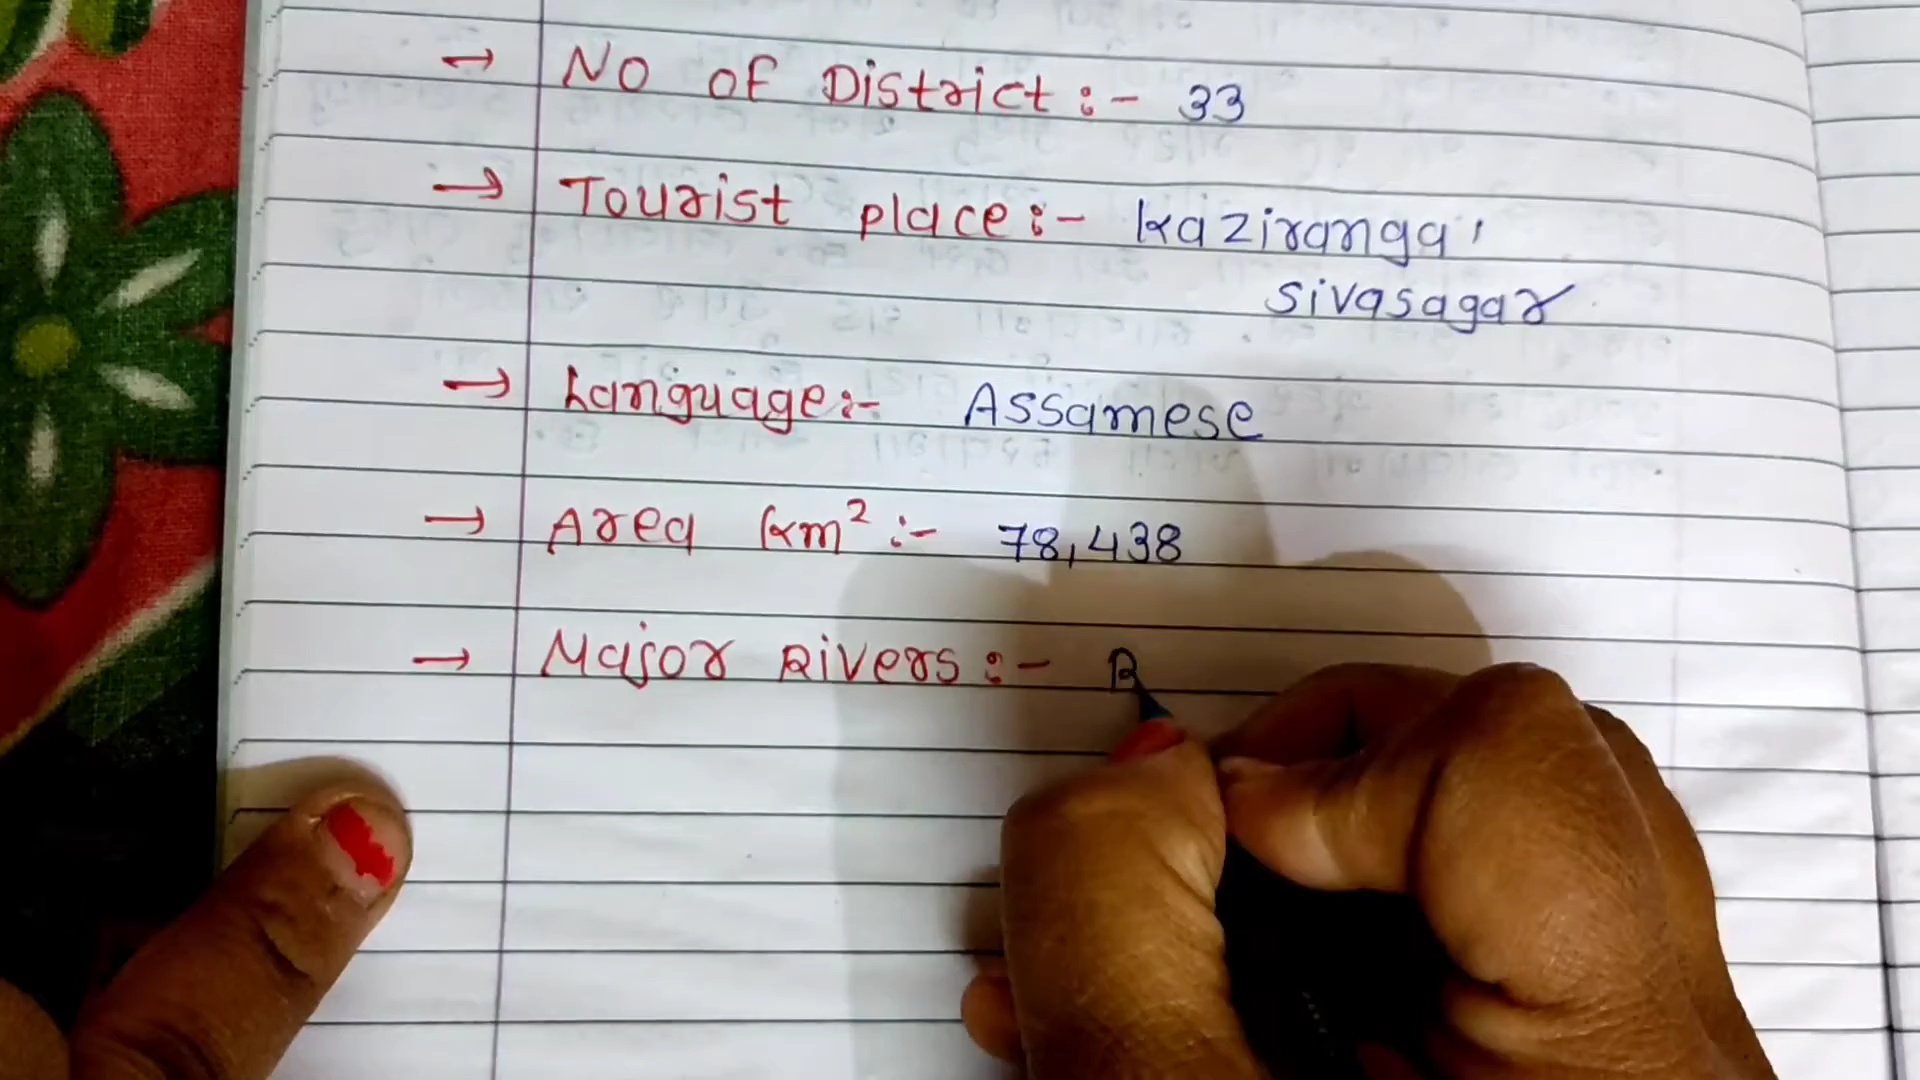 → No of District :- 33
→ Tourist place :- kaziranga,
sivasagar
→ Language :- Assamese
→ Area km² :- 78,438
→ Major Rivers :- B